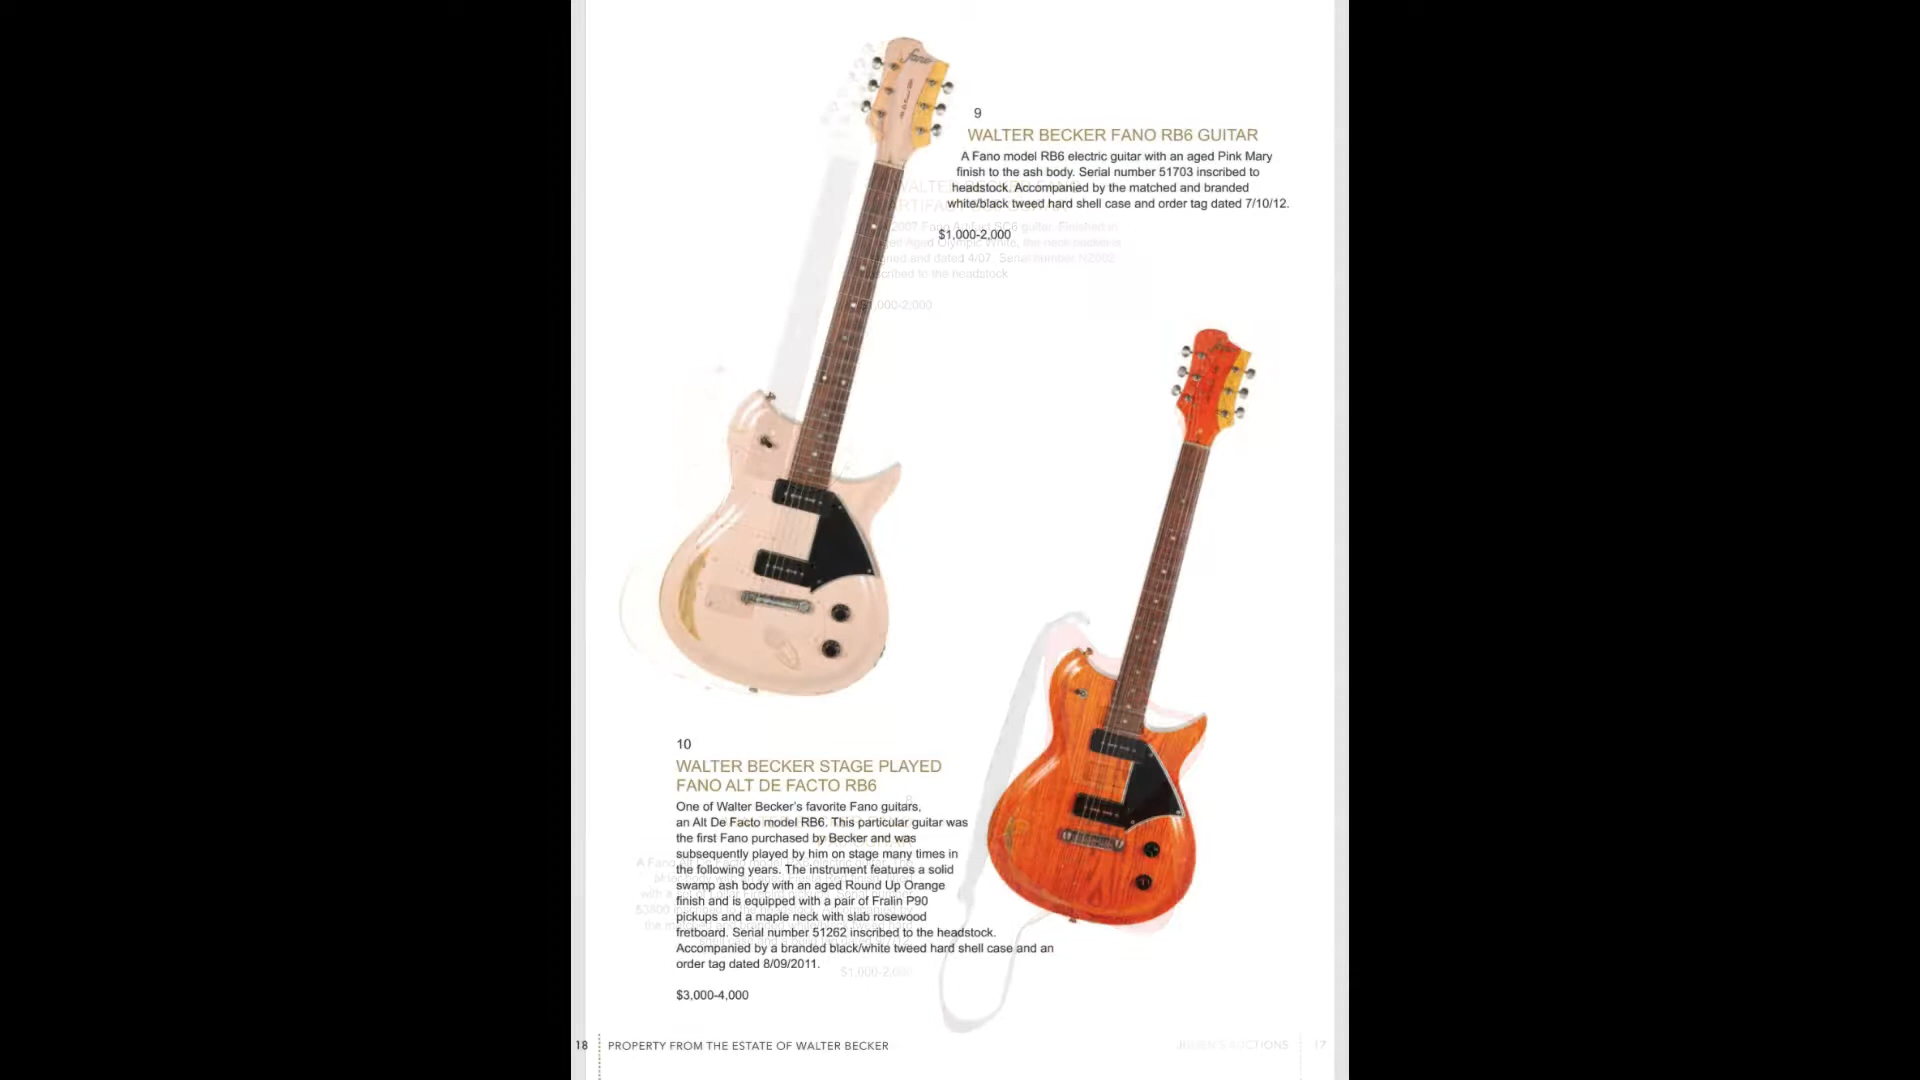 Fano
9
WALTER BECKER FANO RB6 GUITAR
A Fano model RB6 electric guitar with an aged Pink Mary
finish to the ash body. Serial number 51703 inscribed to
headstock. Accompanied by the matched and branded
white/black tweed hard shell case and order tag dated 7/10/12.
$1,000-2,000
10
WALTER BECKER STAGE PLAYED
FANO ALT DE FACTO RB6
One of Walter Becker's favorite Fano guitars,
an Alt De Facto model RB6. This particular guitar was
the first Fano purchased by Becker and was
subsequently played by him on stage many times in
the following years. The instrument features a solid
swamp ash body with an aged Round Up Orange
finish and is equipped with a pair of Fralin P90
pickups and a maple neck with slab rosewood
fretboard. Serial number 51262 inscribed to the headstock.
Accompanied by a branded black/white tweed hard shell case and an
order tag dated 8/09/2011.
$3,000-4,000
18 PROPERTY FROM THE ESTATE OF WALTER BECKER
JULIEN'S AUCTIONS 17